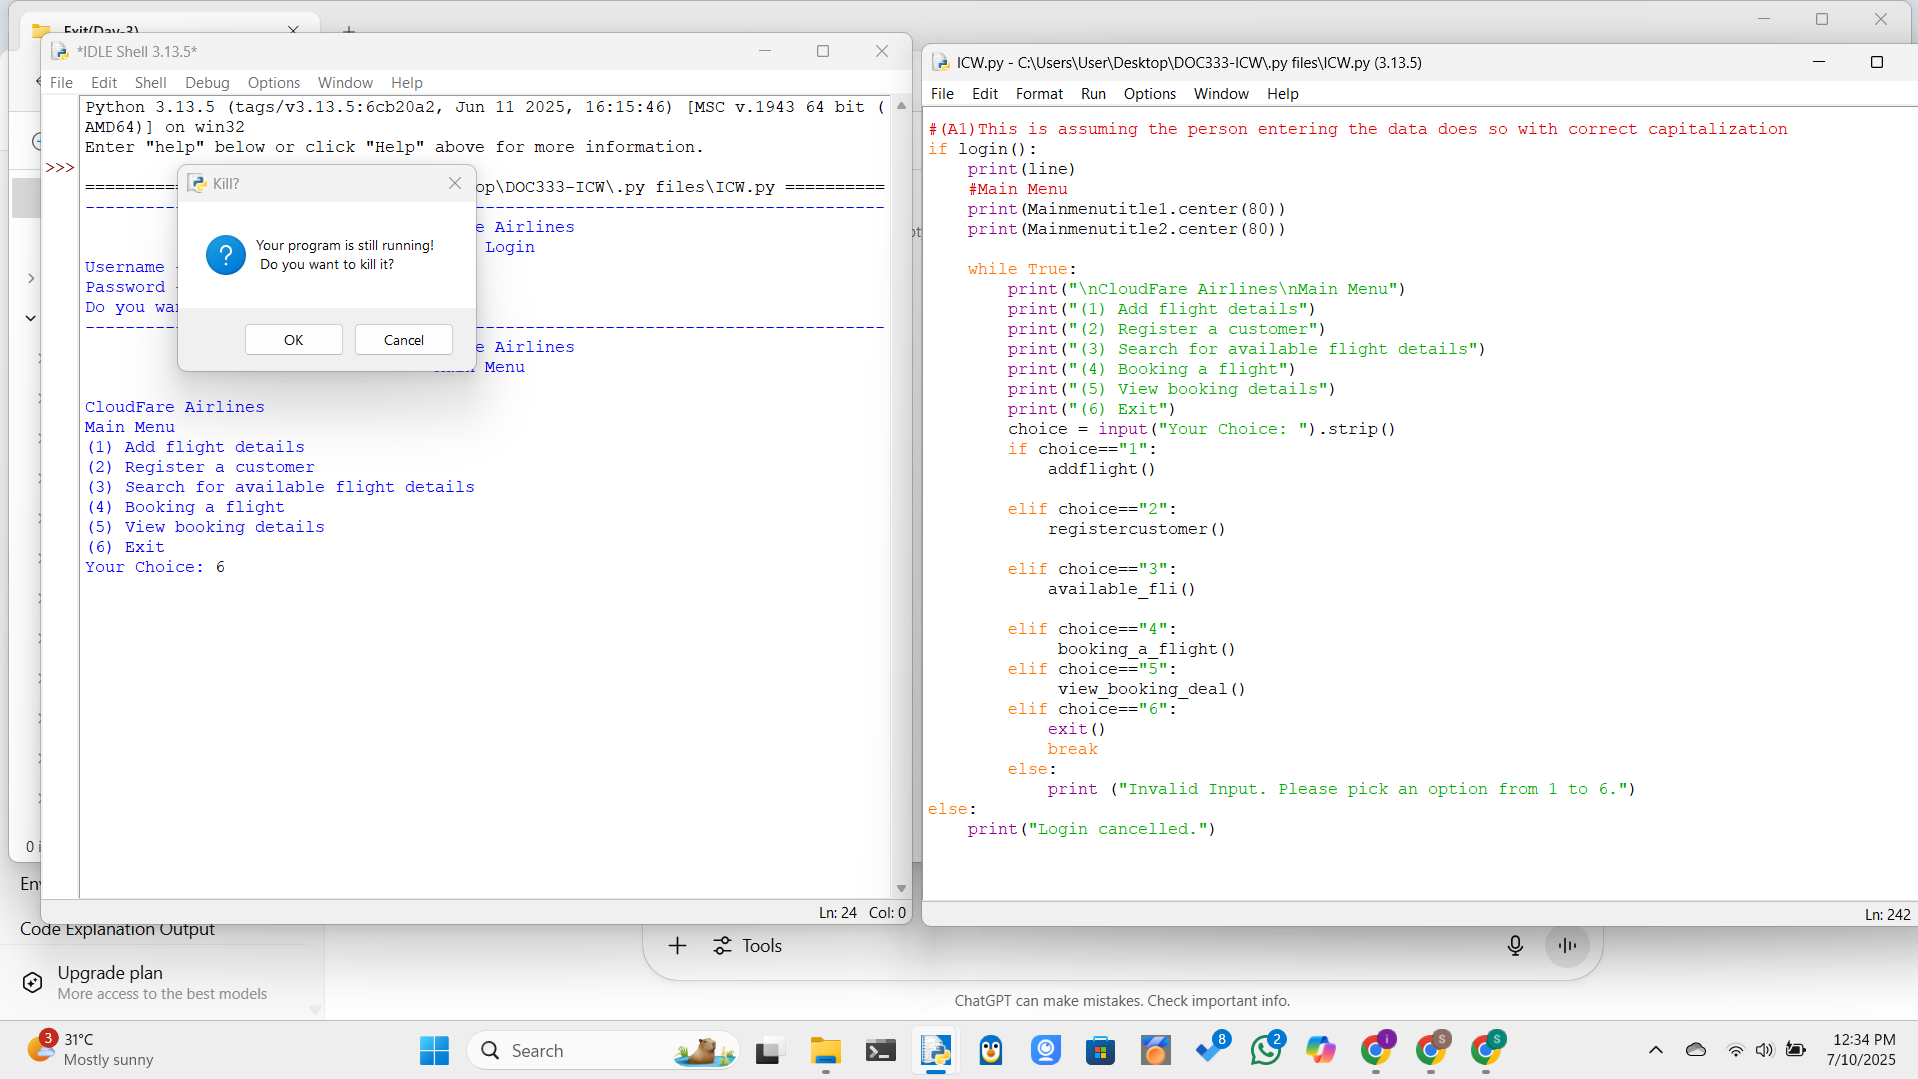 Exit(Day-3)
*IDLE Shell 3.13.5*
File Edit Shell Debug Options Window Help
Python 3.13.5 (tags/v3.13.5:6cb20a2, Jun 11 2025, 16:15:46) [MSC v.1943 64 bit (
AMD64)] on win32
Enter "help" below or click "Help" above for more information.
>>>
========== op\DOC333-ICW\.py files\ICW.py ==========
e Airlines
Login
Username
Password
Do you wan
e Airlines
Main Menu
CloudFare Airlines
Main Menu
(1) Add flight details
(2) Register a customer
(3) Search for available flight details
(4) Booking a flight
(5) View booking details
(6) Exit
Your Choice: 6
Ln: 24 Col: 0
Kill?
Your program is still running!
Do you want to kill it?
OK Cancel
ICW.py - C:\Users\User\Desktop\DOC333-ICW\.py files\ICW.py (3.13.5)
File Edit Format Run Options Window Help
#(A1)This is assuming the person entering the data does so with correct capitalization
if login():
    print(line)
    #Main Menu
    print(Mainmenutitle1.center(80))
    print(Mainmenutitle2.center(80))
    while True:
        print("\nCloudFare Airlines\nMain Menu")
        print("(1) Add flight details")
        print("(2) Register a customer")
        print("(3) Search for available flight details")
        print("(4) Booking a flight")
        print("(5) View booking details")
        print("(6) Exit")
        choice = input("Your Choice: ").strip()
        if choice=="1":
            addflight()
        elif choice=="2":
            registercustomer()
        elif choice=="3":
            available_fli()
        elif choice=="4":
             booking_a_flight()
        elif choice=="5":
             view_booking_deal()
        elif choice=="6":
            exit()
            break
        else:
            print ("Invalid Input. Please pick an option from 1 to 6.")
else:
    print("Login cancelled.")
Ln: 242
0 i
Env
Code Explanation Output
Upgrade plan
More access to the best models
Tools
ChatGPT can make mistakes. Check important info.
3
31°C
Mostly sunny
Search
8
2
i
S
S
12:34 PM
7/10/2025